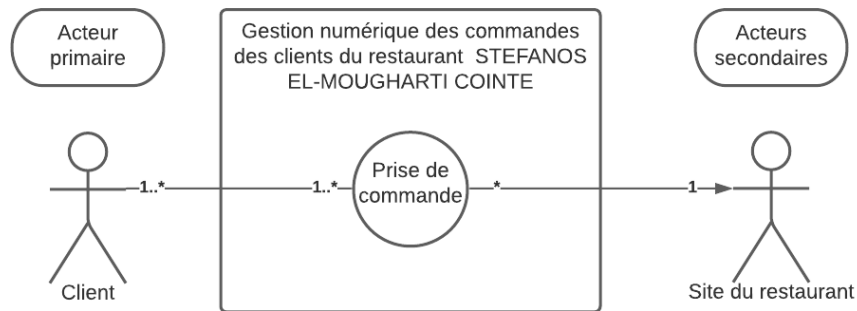 Acteur
primaire
Gestion numérique des commandes
des clients du restaurant STEFANOS
EL-MOUGHARTI COINTE
Acteurs
secondaires
1..*
1..*
Prise de
commande
*
1
Client
Site du restaurant